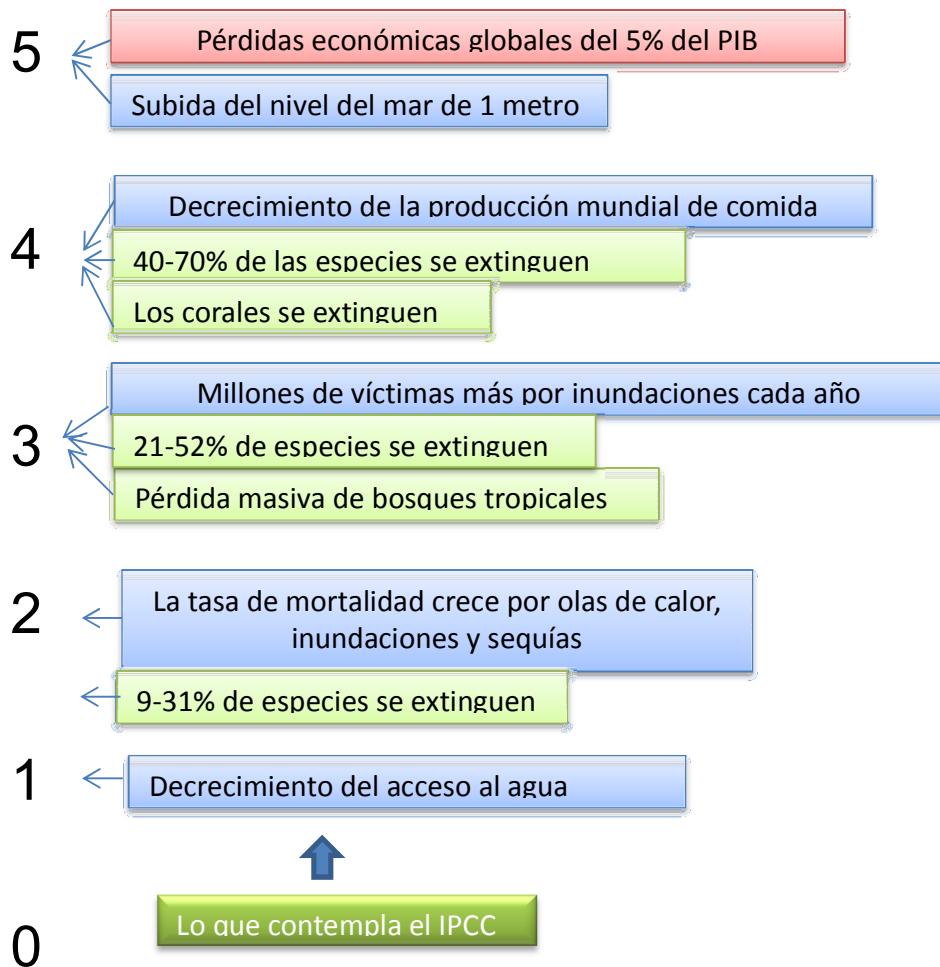 5
Pérdidas económicas globales del 5% del PIB
Subida del nivel del mar de 1 metro
4
Decrecimiento de la producción mundial de comida
40-70% de las especies se extinguen
Los corales se extinguen
3
Millones de víctimas más por inundaciones cada año
21-52% de especies se extinguen
Pérdida masiva de bosques tropicales
2
La tasa de mortalidad crece por olas de calor,
inundaciones y sequías
9-31% de especies se extinguen
1
Decrecimiento del acceso al agua
Lo que contempla el IPCC
0